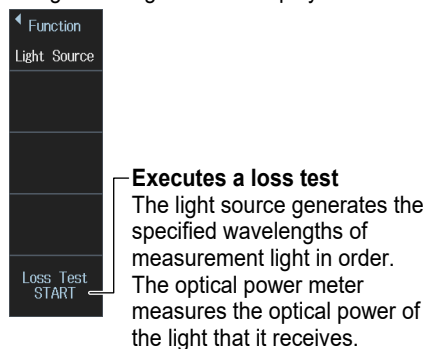 Function
Light Source
Executes a loss test
The light source generates the
specified wavelengths of
measurement light in order.
The optical power meter
measures the optical power of
the light that it receives.
Loss Test
START